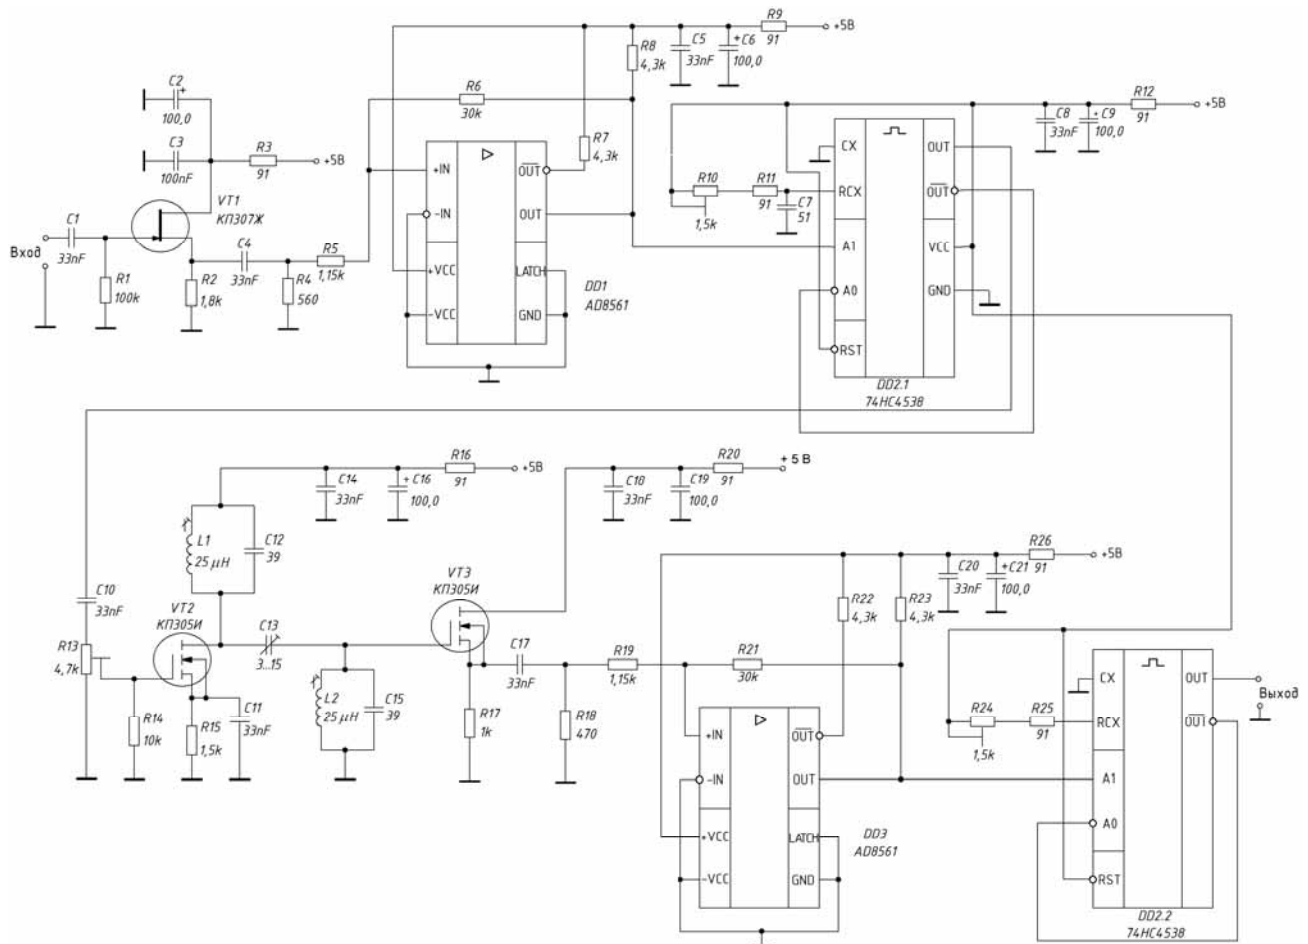 R9
91
+5В
R8
4,3k
C5
33nF
+C6
100,0
C2
+
100,0
C3
100nF
R3
91
+5В
R6
30k
R7
4,3k
R12
91
+5В
C8
33nF
+C9
100,0
VT1
КП307Ж
C1
33nF
Вход
R1
100k
R2
1,8k
C4
33nF
R4
560
R5
1,15k
+IN
-IN
+VCC
-VCC
OUT
OUT
LATCH
GND
DD1
AD8561
R10
1,5k
R11
91
C7
51
CX
RCX
A1
A0
RST
OUT
OUT
VCC
GND
DD2.1
74HC4538
R16
91
+5В
C14
33nF
+C16
100,0
R20
91
+5В
C18
33nF
+C19
100,0
L1
25 μH
C12
39
C10
33nF
R13
4,7k
VT2
КП305И
C13
3...15
VT3
КП305И
R14
10k
R15
1,5k
C11
33nF
L2
25 μH
C15
39
C17
33nF
R17
1k
R18
470
R19
1,15k
R21
30k
R22
4,3k
R23
4,3k
C20
33nF
+C21
100,0
R26
91
+5В
+IN
-IN
+VCC
-VCC
OUT
OUT
LATCH
GND
DD3
AD8561
R24
1,5k
R25
91
CX
RCX
A1
A0
RST
OUT
OUT
Выход
DD2.2
74HC4538